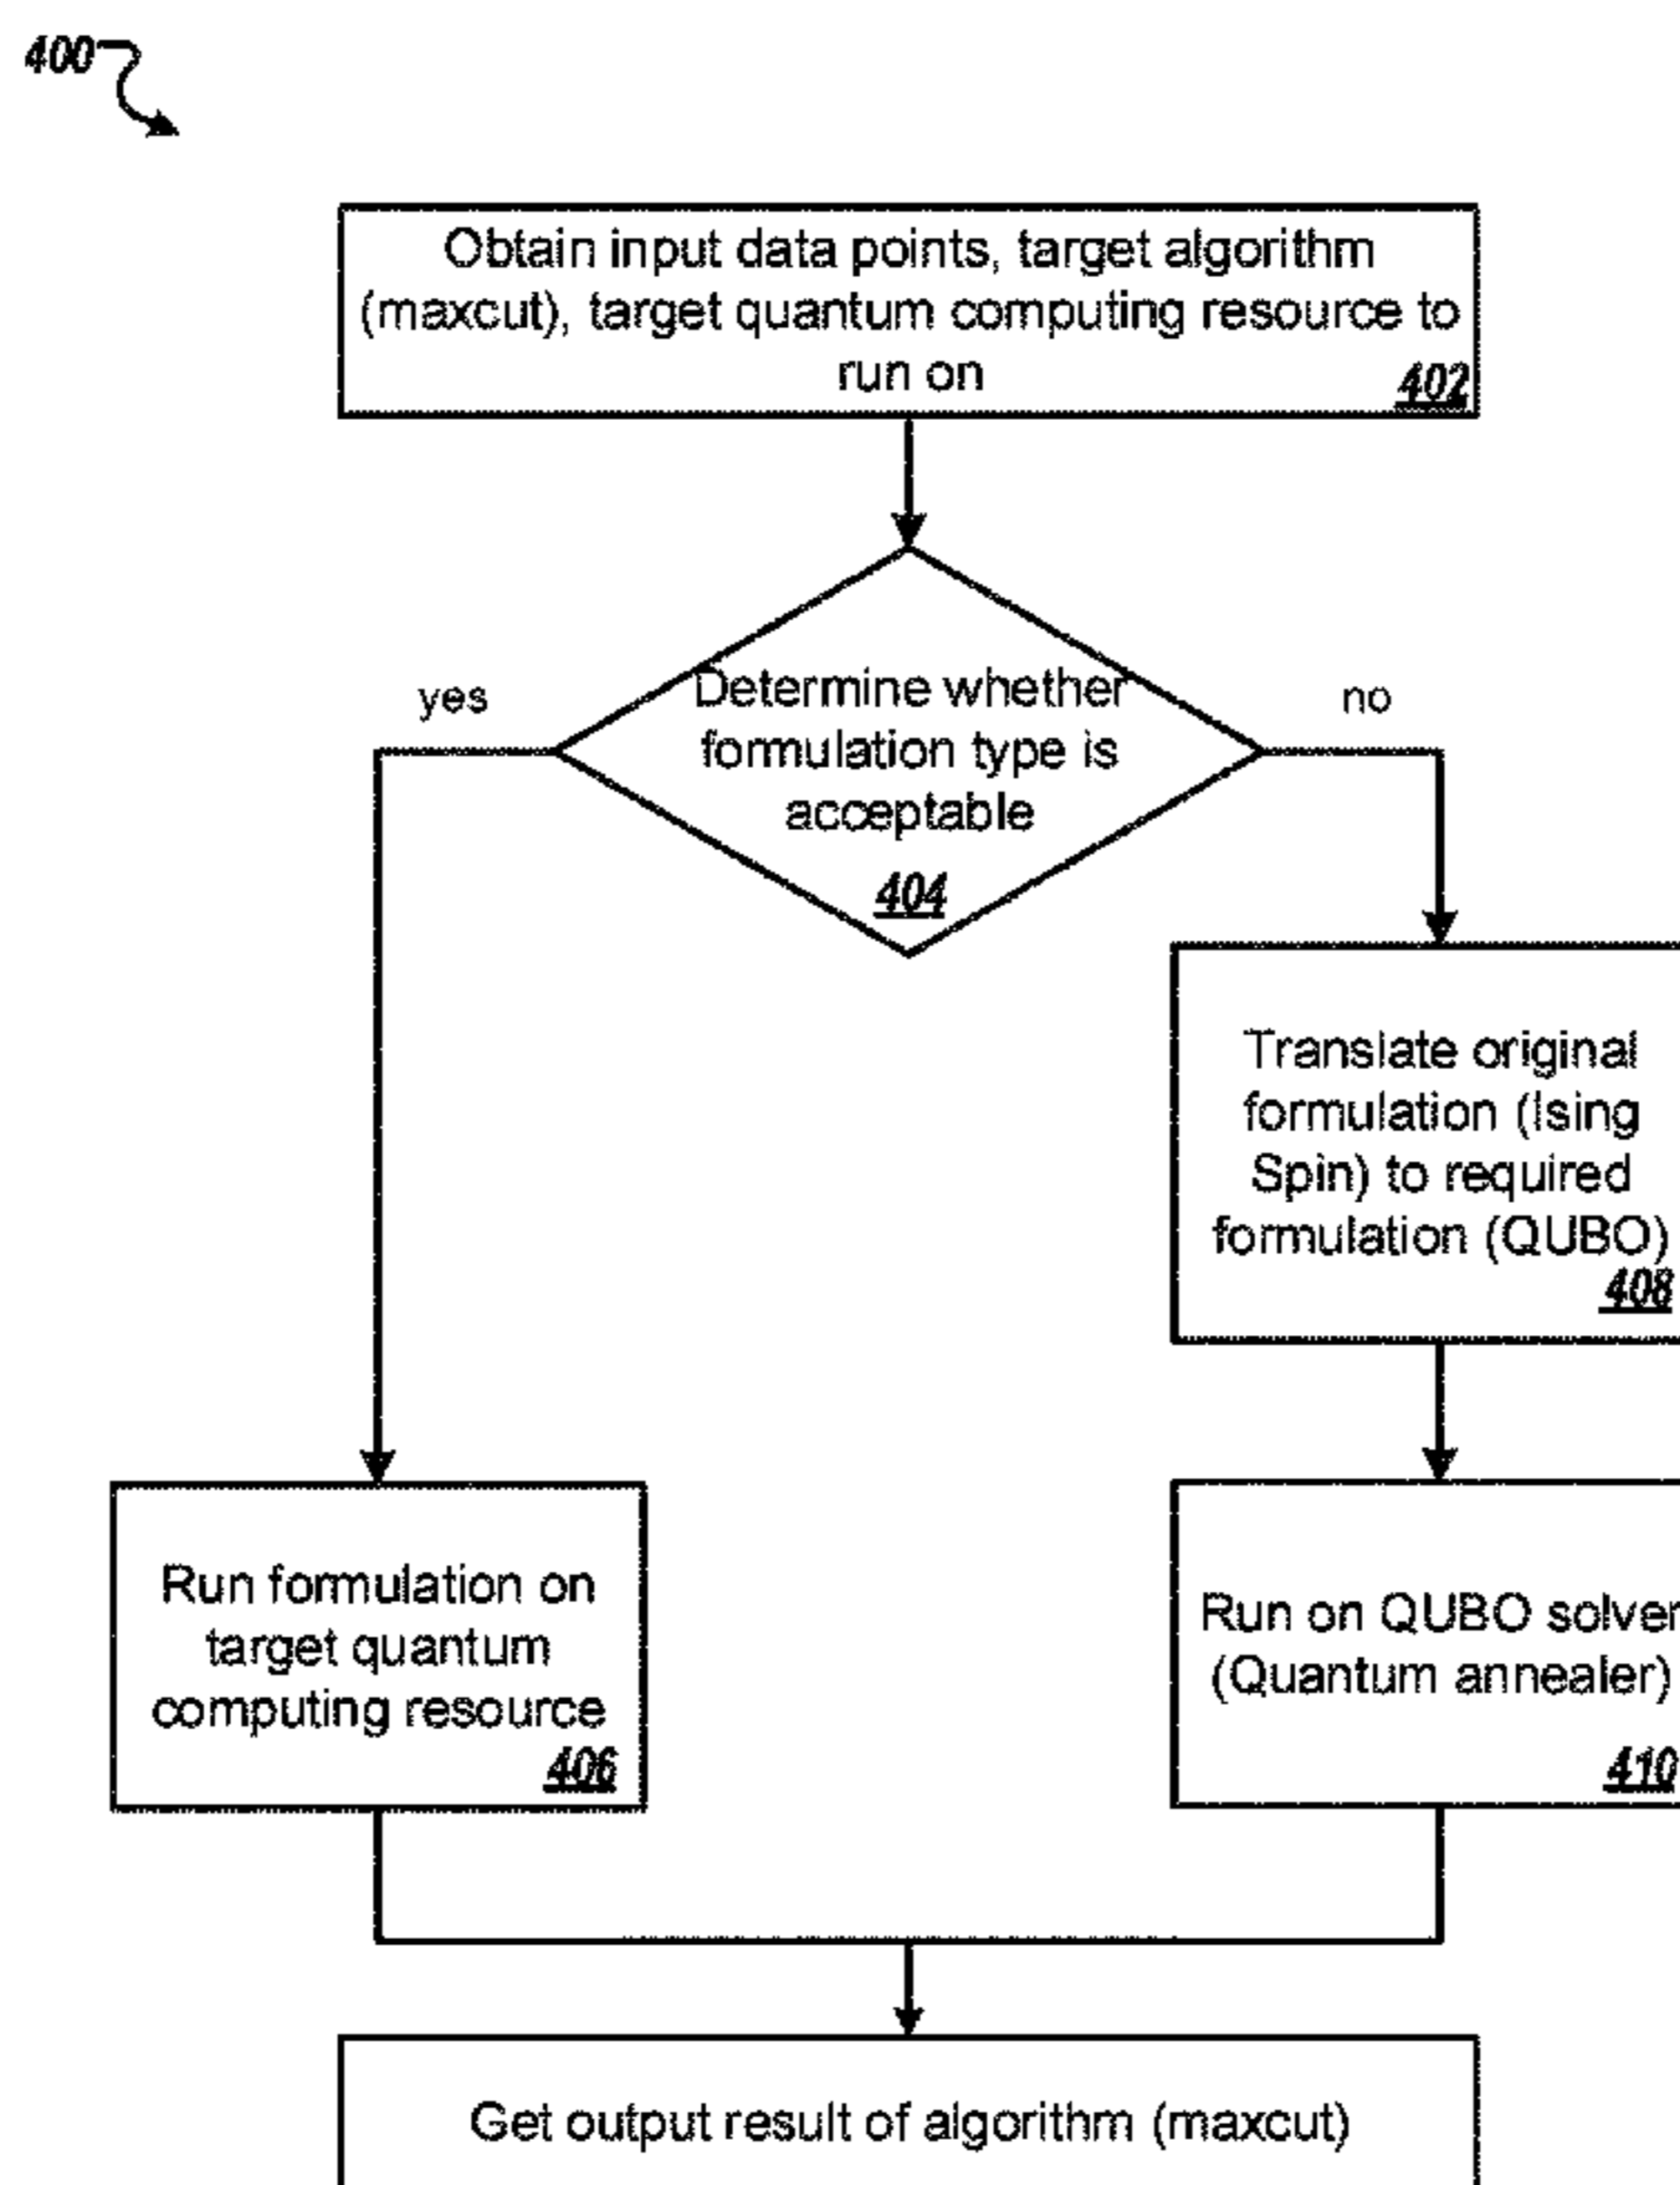 400
Obtain input data points, target algorithm
(maxcut), target quantum computing resource to
run on
402
Determine whether
formulation type is
acceptable
404
yes
no
Translate original
formulation (Ising
Spin) to required
formulation (QUBO)
408
Run formulation on
target quantum
computing resource
406
Run on QUBO solver
(Quantum annealer)
410
Get output result of algorithm (maxcut)